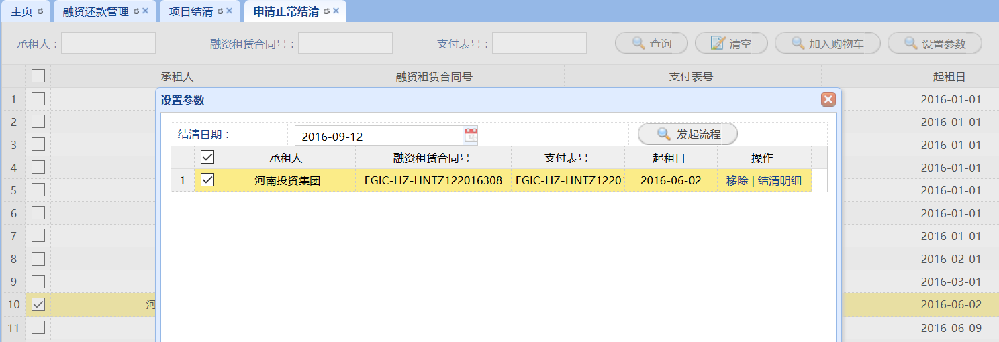 主页 融资还款管理 项目结清 申请正常结清
承租人： 融资租赁合同号： 支付表号： 查询 清空 加入购物车 设置参数
承租人 融资租赁合同号 支付表号 起租日
1 2016-01-01
设置参数
2 2016-01-01
结清日期： 2016-09-12 发起流程
3 2016-01-01
承租人 融资租赁合同号 支付表号 起租日 操作
4 2016-01-01
1 河南投资集团 EGIC-HZ-HNTZ122016308 EGIC-HZ-HNTZ1220 2016-06-02 移除 | 结清明细
5 2016-01-01
6 2016-01-01
7 2016-01-01
8 2016-02-01
9 2016-03-01
10 河 2016-06-02
11 2016-06-09